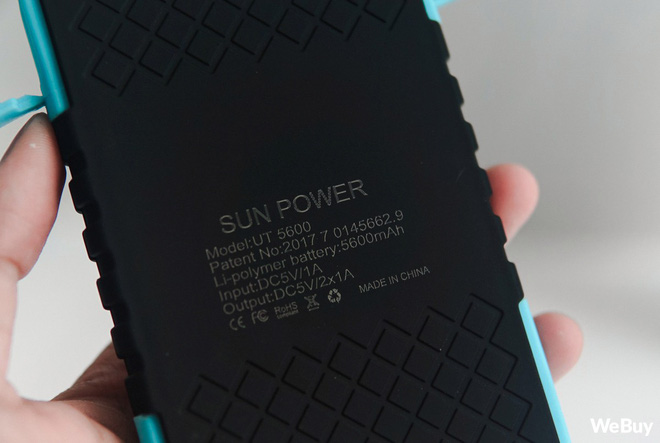 SUN POWER
Model:UT 5600
Patent No:2017 7 0145662.9
Li-polymer battery:5600mAh
Input:DC5V/1A
Output:DC5V/2x1A
CE FC RoHS MADE IN CHINA
WeBuy